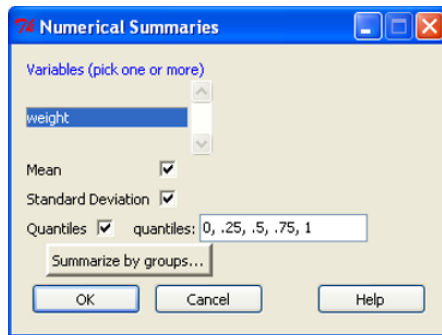 Numerical Summaries
Variables (pick one or more)
weight
Mean
Standard Deviation
Quantiles quantiles: 0, .25, .5, .75, 1
Summarize by groups...
OK Cancel Help